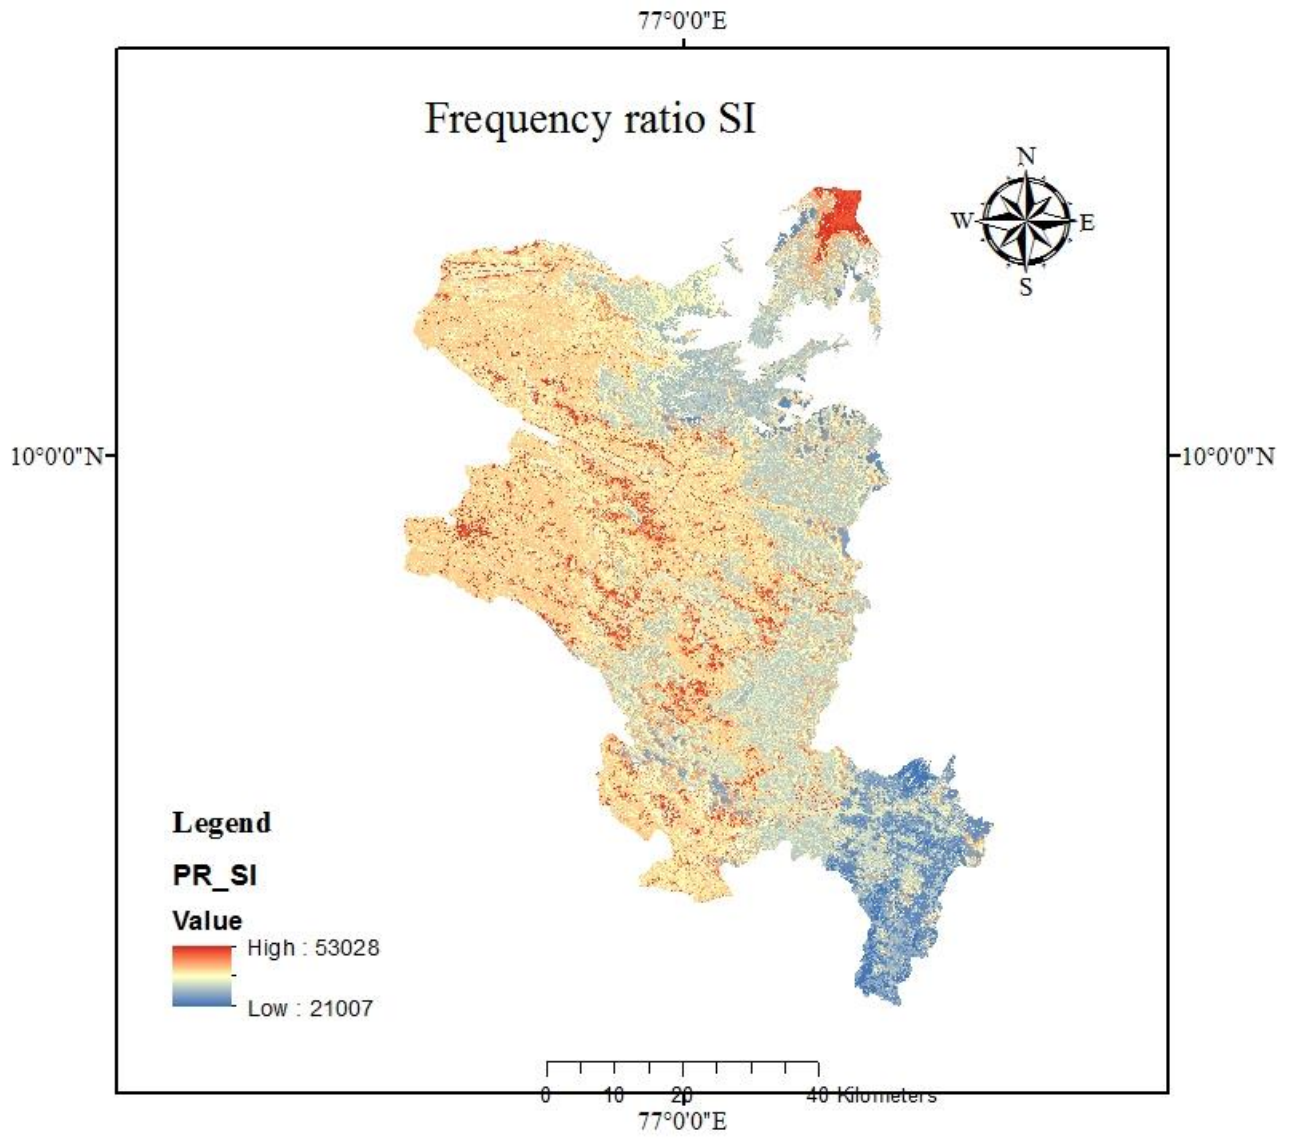 77°0'0"E
Frequency ratio SI
N
W
E
S
10°0'0"N
10°0'0"N
Legend
PR_SI
Value
High : 53028
Low : 21007
0 10 20 40 Kilometers
77°0'0"E